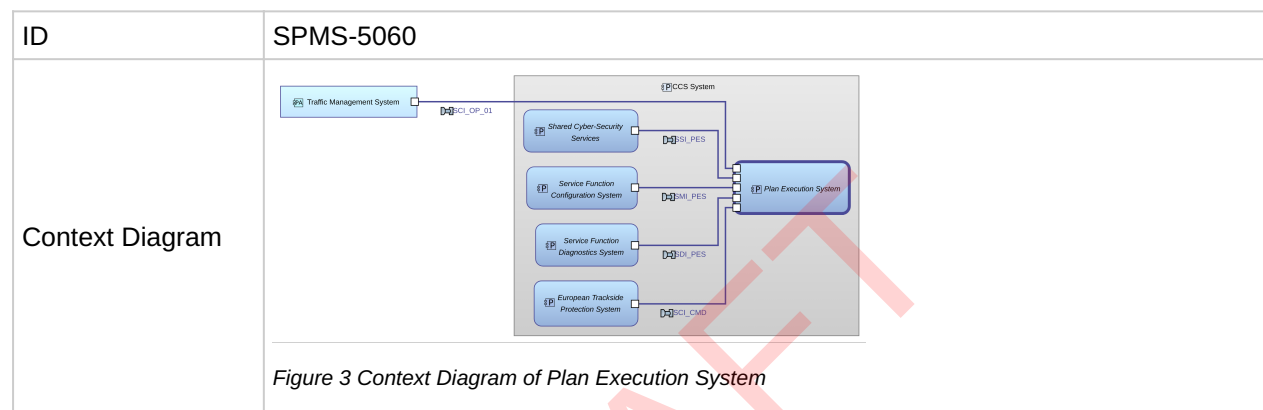 ID
SPMS-5060
Context Diagram
CCS System
Traffic Management System
SCI_OP_01
Shared Cyber-Security
Services
SSI_PES
Service Function
Configuration System
SMI_PES
Plan Execution System
Service Function
Diagnostics System
SDI_PES
European Trackside
Protection System
SCI_CMD
Figure 3 Context Diagram of Plan Execution System